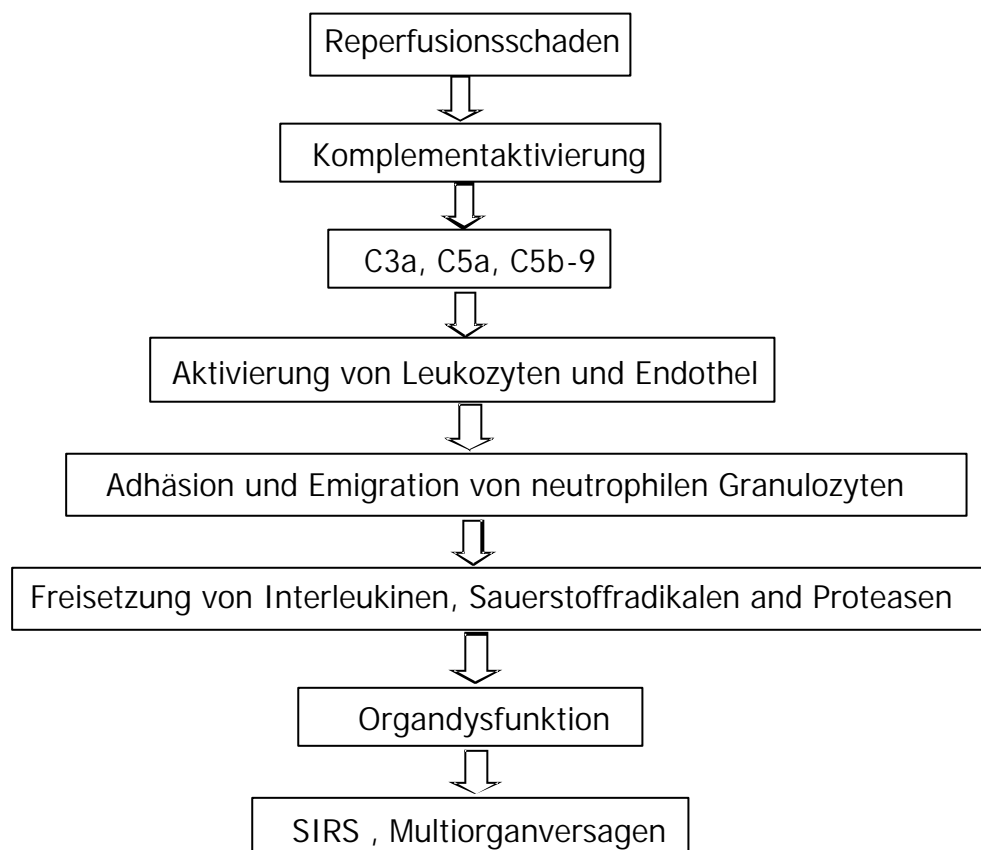 Reperfusionsschaden
Komplementaktivierung
C3a, C5a, C5b-9
Aktivierung von Leukozyten und Endothel
Adhäsion und Emigration von neutrophilen Granulozyten
Freisetzung von Interleukinen, Sauerstoffradikalen and Proteasen
Organdysfunktion
SIRS , Multiorganversagen